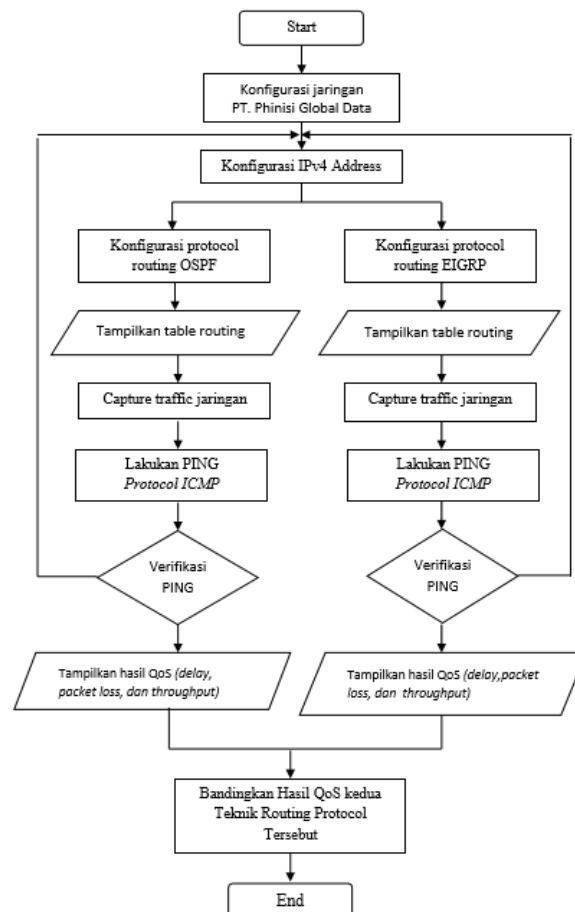 Start
Konfigurasi jaringan
PT. Phinisi Global Data
Konfigurasi IPv4 Address
Konfigurasi protocol
routing OSPF
Konfigurasi protocol
routing EIGRP
Tampilkan table routing
Tampilkan table routing
Capture traffic jaringan
Capture traffic jaringan
Lakukan PING
Protocol ICMP
Lakukan PING
Protocol ICMP
Verifikasi
PING
Verifikasi
PING
Tampilkan hasil QoS (delay,
packet loss, dan throughput)
Tampilkan hasil QoS (delay,packet
loss, dan throughput)
Bandingkan Hasil QoS kedua
Teknik Routing Protocol
Tersebut
End